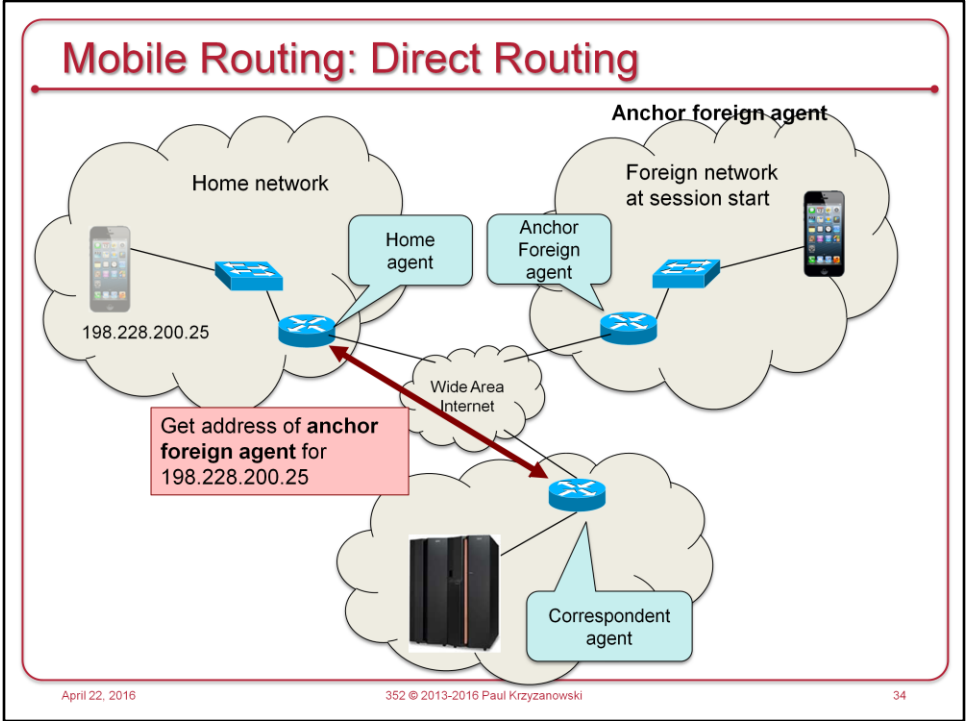 Mobile Routing: Direct Routing
Anchor foreign agent
Home network
Foreign network
at session start
Home
agent
Anchor
Foreign
agent
198.228.200.25
Wide Area
Internet
Get address of anchor
foreign agent for
198.228.200.25
Correspondent
agent
April 22, 2016
352 © 2013-2016 Paul Krzyzanowski
34